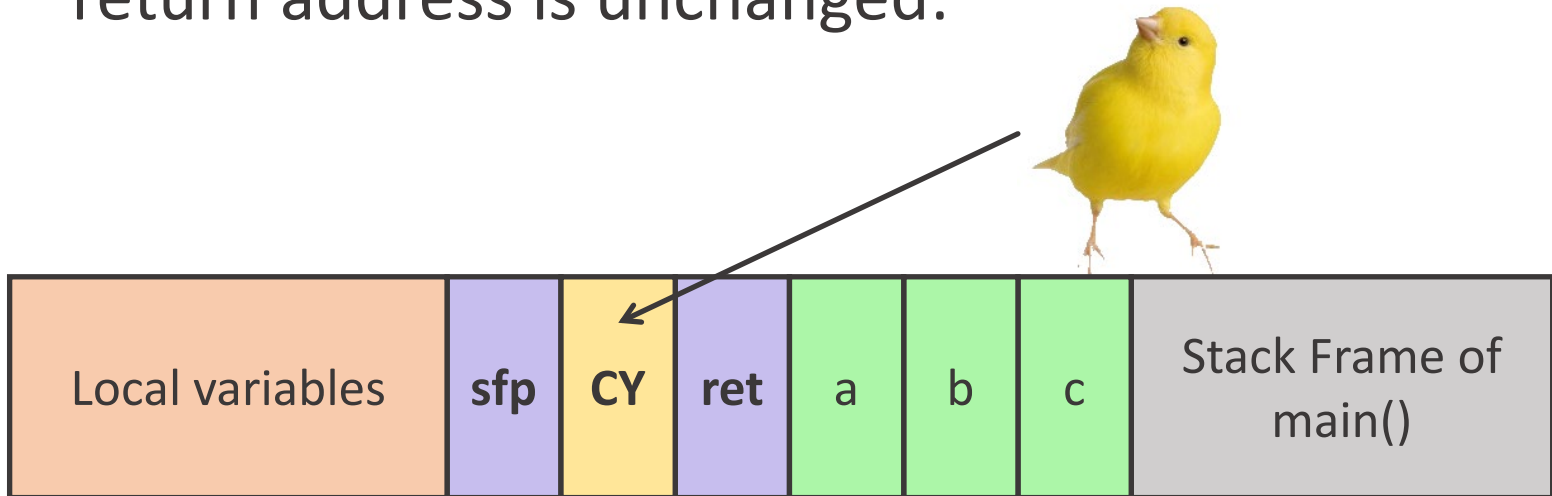 return address is unchanged.
Local variables
sfp
CY
ret
a
b
c
Stack Frame of
main()